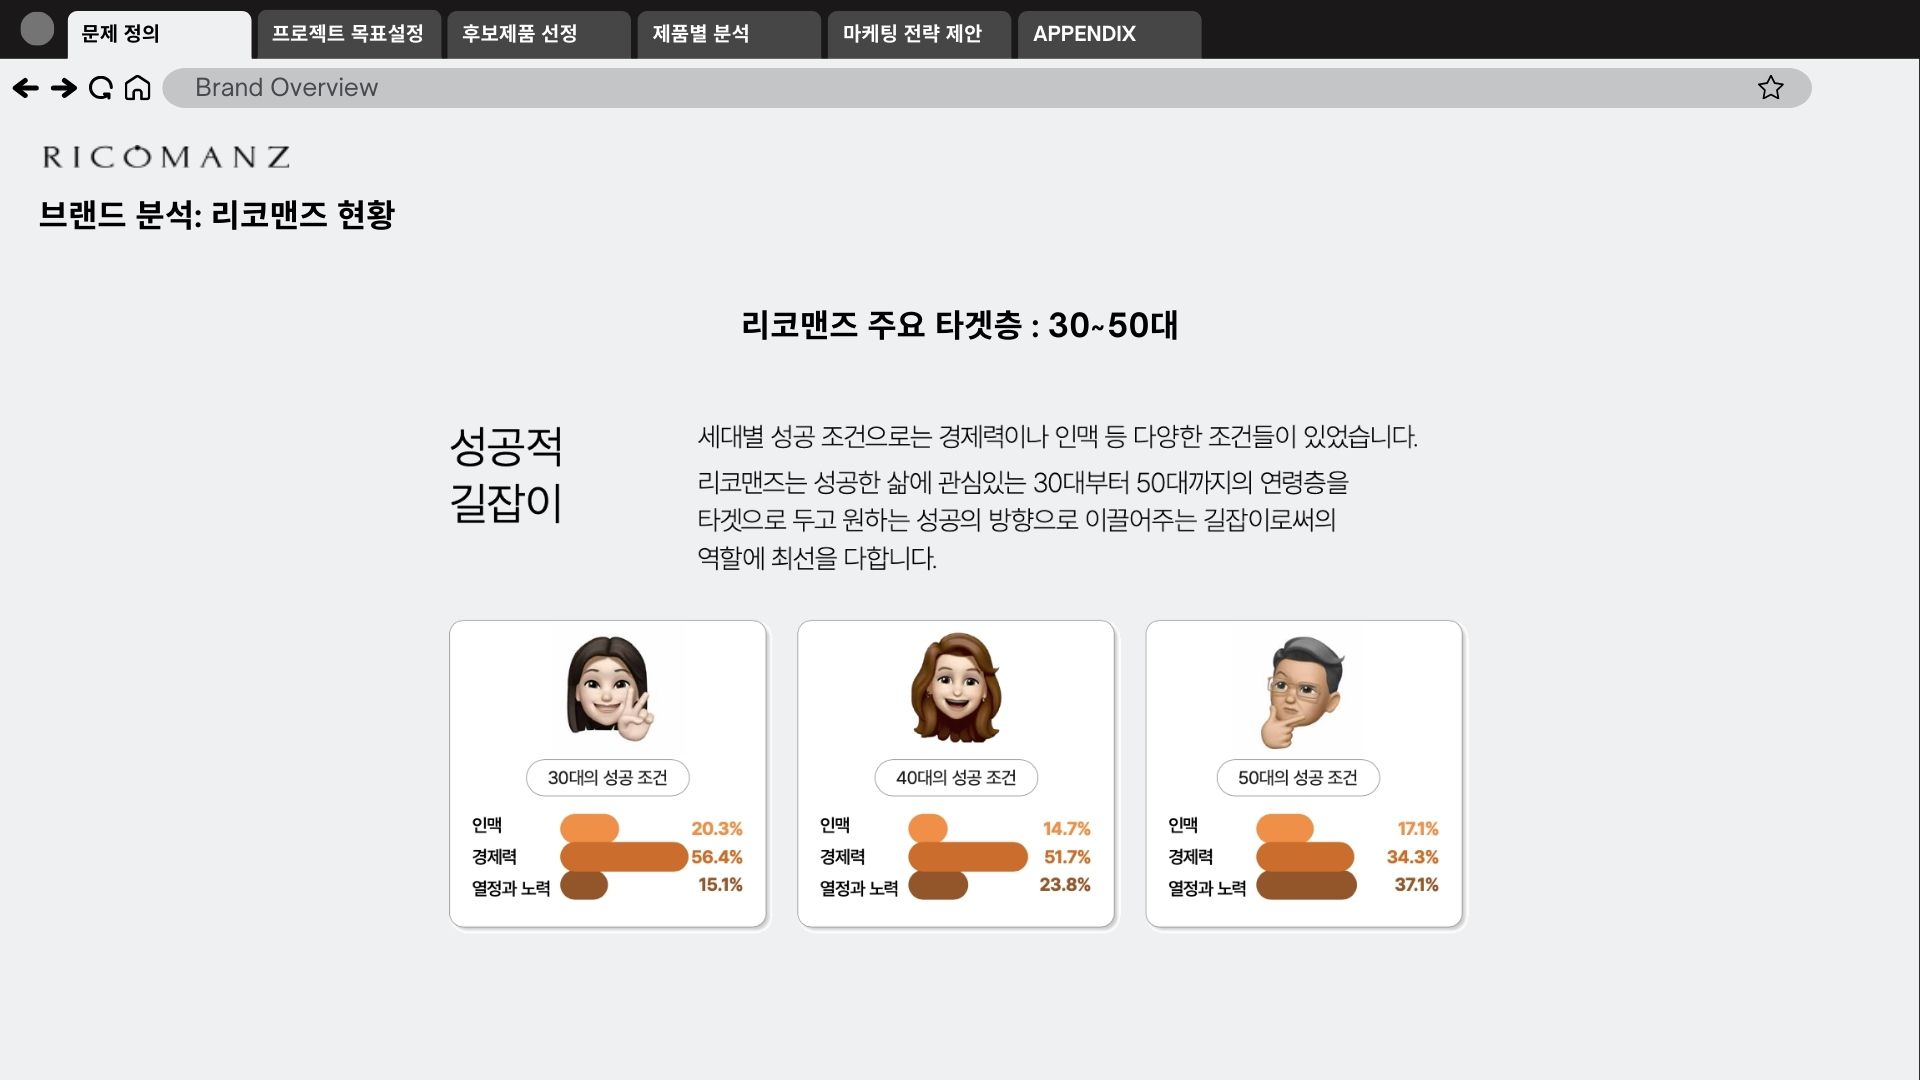 문제 정의
프로젝트 목표설정
후보제품 선정
제품별 분석
마케팅 전략 제안
APPENDIX
Brand Overview
RICOMANZ
브랜드 분석: 리코맨즈 현황
리코맨즈 주요 타겟층 : 30~50대
성공적
길잡이
세대별 성공 조건으로는 경제력이나 인맥 등 다양한 조건들이 있었습니다.
리코맨즈는 성공한 삶에 관심있는 30대부터 50대까지의 연령층을
타겟으로 두고 원하는 성공의 방향으로 이끌어주는 길잡이로써의
역할에 최선을 다합니다.
30대의 성공 조건
인맥 20.3%
경제력 56.4%
열정과 노력 15.1%
40대의 성공 조건
인맥 14.7%
경제력 51.7%
열정과 노력 23.8%
50대의 성공 조건
인맥 17.1%
경제력 34.3%
열정과 노력 37.1%